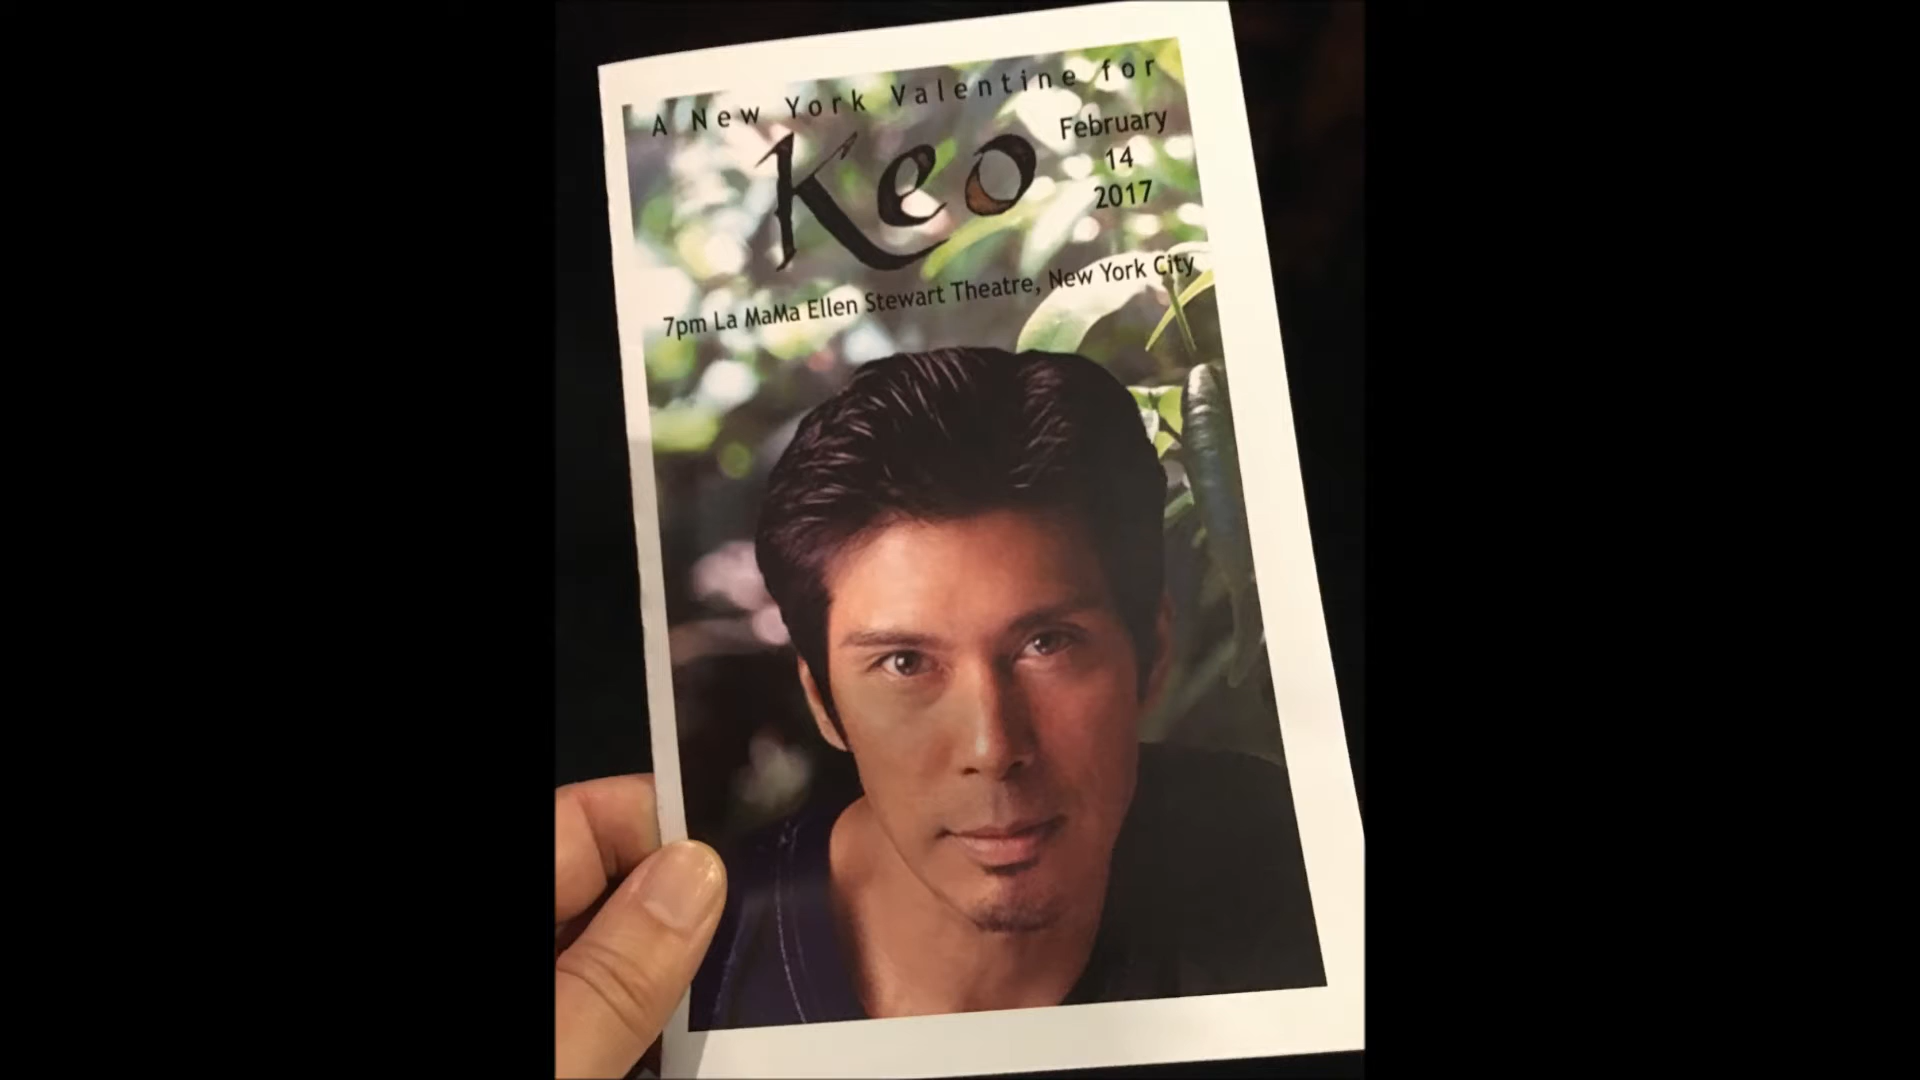 A New York Valentine for
Keo
February
14
2017
7pm La MaMa Ellen Stewart Theatre, New York City